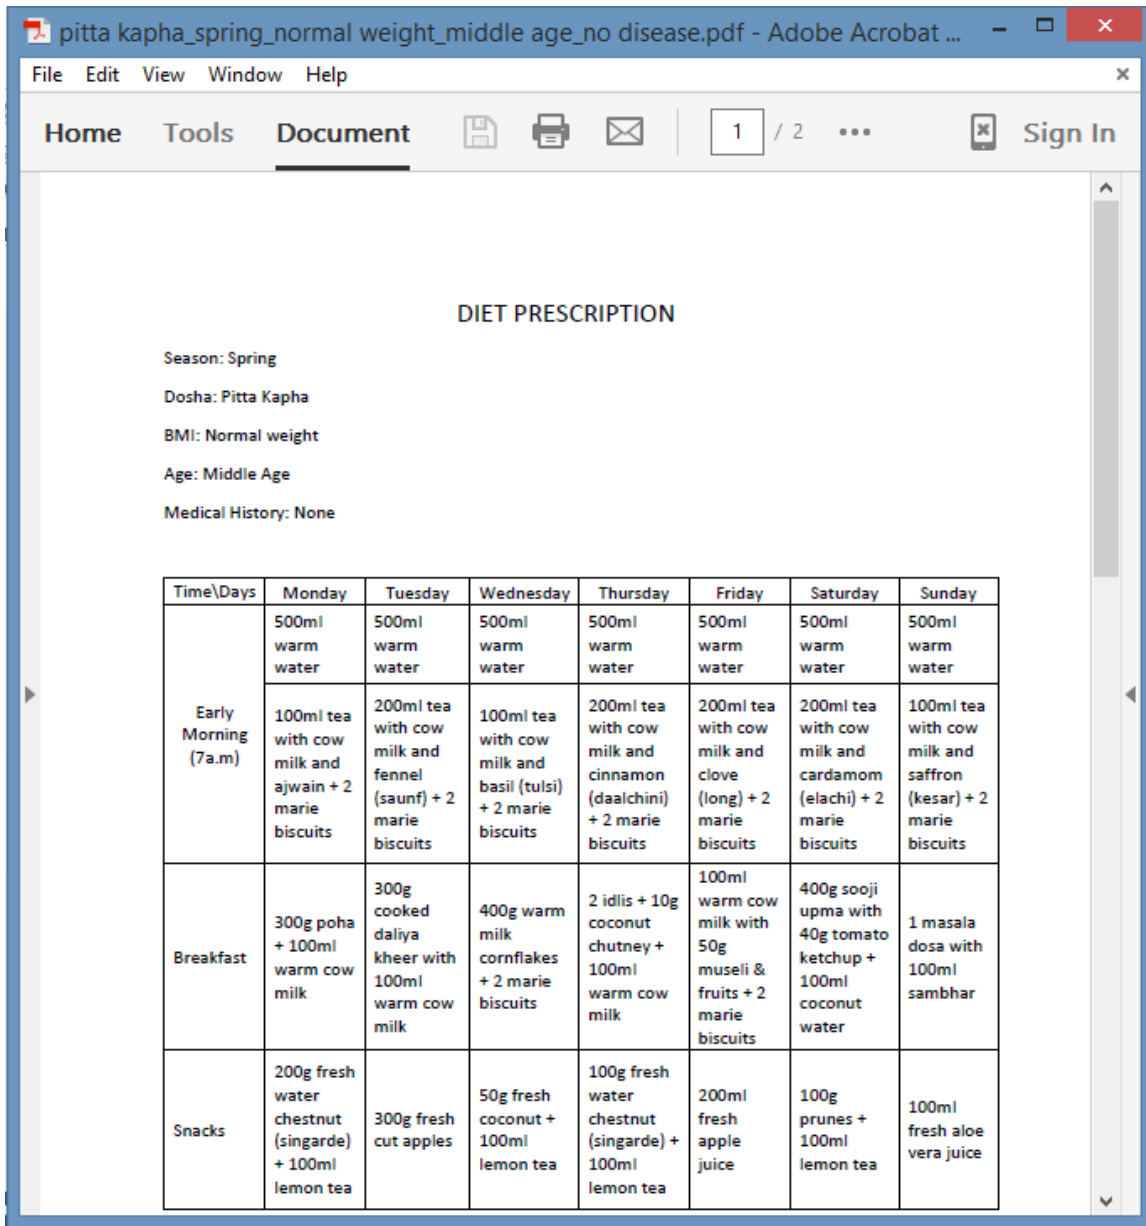 pitta kapha_spring_normal weight_middle age_no disease.pdf - Adobe Acrobat ...
File Edit View Window Help
Home Tools Document 1 / 2 Sign In
DIET PRESCRIPTION
Season: Spring
Dosha: Pitta Kapha
BMI: Normal weight
Age: Middle Age
Medical History: None
Time\Days Monday Tuesday Wednesday Thursday Friday Saturday Sunday
Early
Morning
(7a.m)
500ml
warm
water
500ml
warm
water
500ml
warm
water
500ml
warm
water
500ml
warm
water
500ml
warm
water
500ml
warm
water
100ml tea
with cow
milk and
ajwain + 2
marie
biscuits
200ml tea
with cow
milk and
fennel
(saunf) + 2
marie
biscuits
100ml tea
with cow
milk and
basil (tulsi)
+ 2 marie
biscuits
200ml tea
with cow
milk and
cinnamon
(daalchini)
+ 2 marie
biscuits
200ml tea
with cow
milk and
clove
(long) + 2
marie
biscuits
200ml tea
with cow
milk and
cardamom
(elachi) + 2
marie
biscuits
100ml tea
with cow
milk and
saffron
(kesar) + 2
marie
biscuits
Breakfast
300g poha
+ 100ml
warm cow
milk
300g
cooked
daliya
kheer with
100ml
warm cow
milk
400g warm
milk
cornflakes
+ 2 marie
biscuits
2 idlis + 10g
coconut
chutney +
100ml
warm cow
milk
100ml
warm cow
milk with
50g
museli &
fruits + 2
marie
biscuits
400g sooji
upma with
40g tomato
ketchup +
100ml
coconut
water
1 masala
dosa with
100ml
sambhar
Snacks
200g fresh
water
chestnut
(singarde)
+ 100ml
lemon tea
300g fresh
cut apples
50g fresh
coconut +
100ml
lemon tea
100g fresh
water
chestnut
(singarde) +
100ml
lemon tea
200ml
fresh
apple
juice
100g
prunes +
100ml
lemon tea
100ml
fresh aloe
vera juice